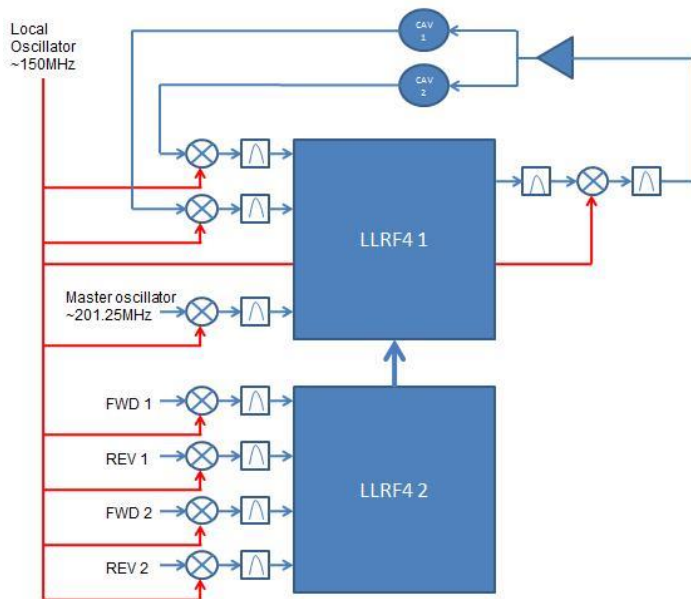 Local
Oscillator
~150MHz
CAV
1
CAV
2
LLRF4 1
Master oscillator
~201.25MHz
FWD 1
REV 1
FWD 2
REV 2
LLRF4 2